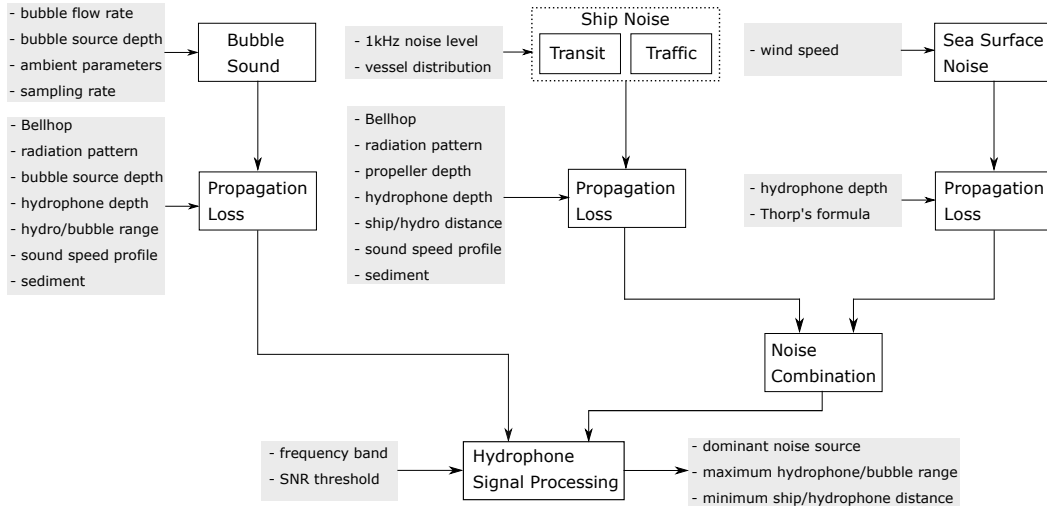 - bubble flow rate
- bubble source depth
- ambient parameters
- sampling rate
Bubble
Sound
- 1kHz noise level
- vessel distribution
Ship Noise
Transit
Traffic
- wind speed
Sea Surface
Noise
- Bellhop
- radiation pattern
- bubble source depth
- hydrophone depth
- hydro/bubble range
- sound speed profile
- sediment
Propagation
Loss
- Bellhop
- radiation pattern
- propeller depth
- hydrophone depth
- ship/hydro distance
- sound speed profile
- sediment
Propagation
Loss
- hydrophone depth
- Thorp's formula
Propagation
Loss
Noise
Combination
- frequency band
- SNR threshold
Hydrophone
Signal Processing
- dominant noise source
- maximum hydrophone/bubble range
- minimum ship/hydrophone distance